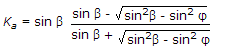 Kₐ = sin β (sin β - √(sin²β - sin² φ)) / (sin β + √(sin²β - sin² φ))